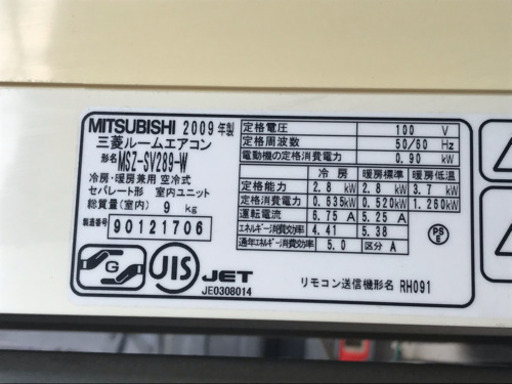 MITSUBISHI 2009年製
三菱ルームエアコン
形名 MSZ-SV289-W
冷房・暖房兼用 空冷式
セパレート形 室内ユニット
総質量(室内) 9 kg
製造番号 90121706
定格電圧 100 V
定格周波数 50/60 Hz
電動機の定格消費電力 0.90 kW
冷房 暖房標準 暖房低温
定格能力 2.8 kW 2.8 kW 3.7 kW
定格消費電力 0.635kW 0.520kW 1.260kW
運転電流 6.75 A 5.25 A
エネルギー消費効率 4.41 5.38
通年エネルギー消費効率 5.0 区分 A
PSE
G
JIS
JET
JE0308014
リモコン送信機形名 RH091